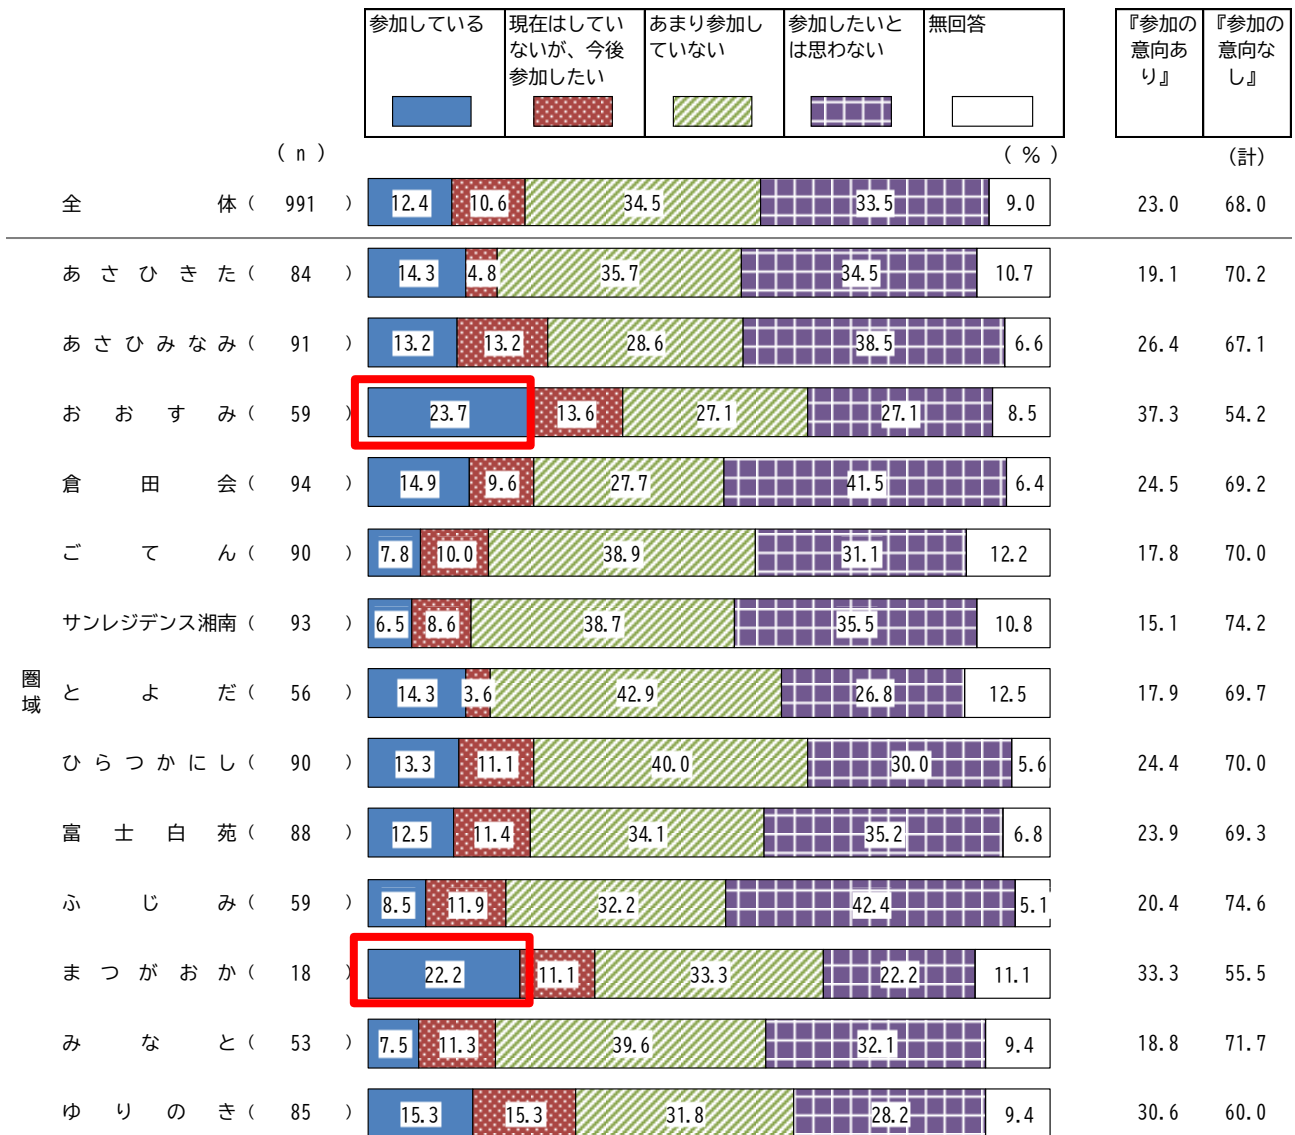 参加している
現在はしてい
ないが、今後
参加したい
あまり参加し
ていない
参加したいと
は思わない
無回答
『参加の
意向あ
り』
『参加の
意向な
し』
(n) (%) (計)
全体( 991 ) 12.4 10.6 34.5 33.5 9.0 23.0 68.0
圏域
あさひきた( 84 ) 14.3 4.8 35.7 34.5 10.7 19.1 70.2
あさひみなみ( 91 ) 13.2 13.2 28.6 38.5 6.6 26.4 67.1
おおすみ( 59 ) 23.7 13.6 27.1 27.1 8.5 37.3 54.2
倉田会( 94 ) 14.9 9.6 27.7 41.5 6.4 24.5 69.2
ごてん( 90 ) 7.8 10.0 38.9 31.1 12.2 17.8 70.0
サンレジデンス湘南( 93 ) 6.5 8.6 38.7 35.5 10.8 15.1 74.2
とよだ( 56 ) 14.3 3.6 42.9 26.8 12.5 17.9 69.7
ひらつかにし( 90 ) 13.3 11.1 40.0 30.0 5.6 24.4 70.0
富士白苑( 88 ) 12.5 11.4 34.1 35.2 6.8 23.9 69.3
ふじみ( 59 ) 8.5 11.9 32.2 42.4 5.1 20.4 74.6
まつがおか( 18 ) 22.2 11.1 33.3 22.2 11.1 33.3 55.5
みなと( 53 ) 7.5 11.3 39.6 32.1 9.4 18.8 71.7
ゆりのき( 85 ) 15.3 15.3 31.8 28.2 9.4 30.6 60.0